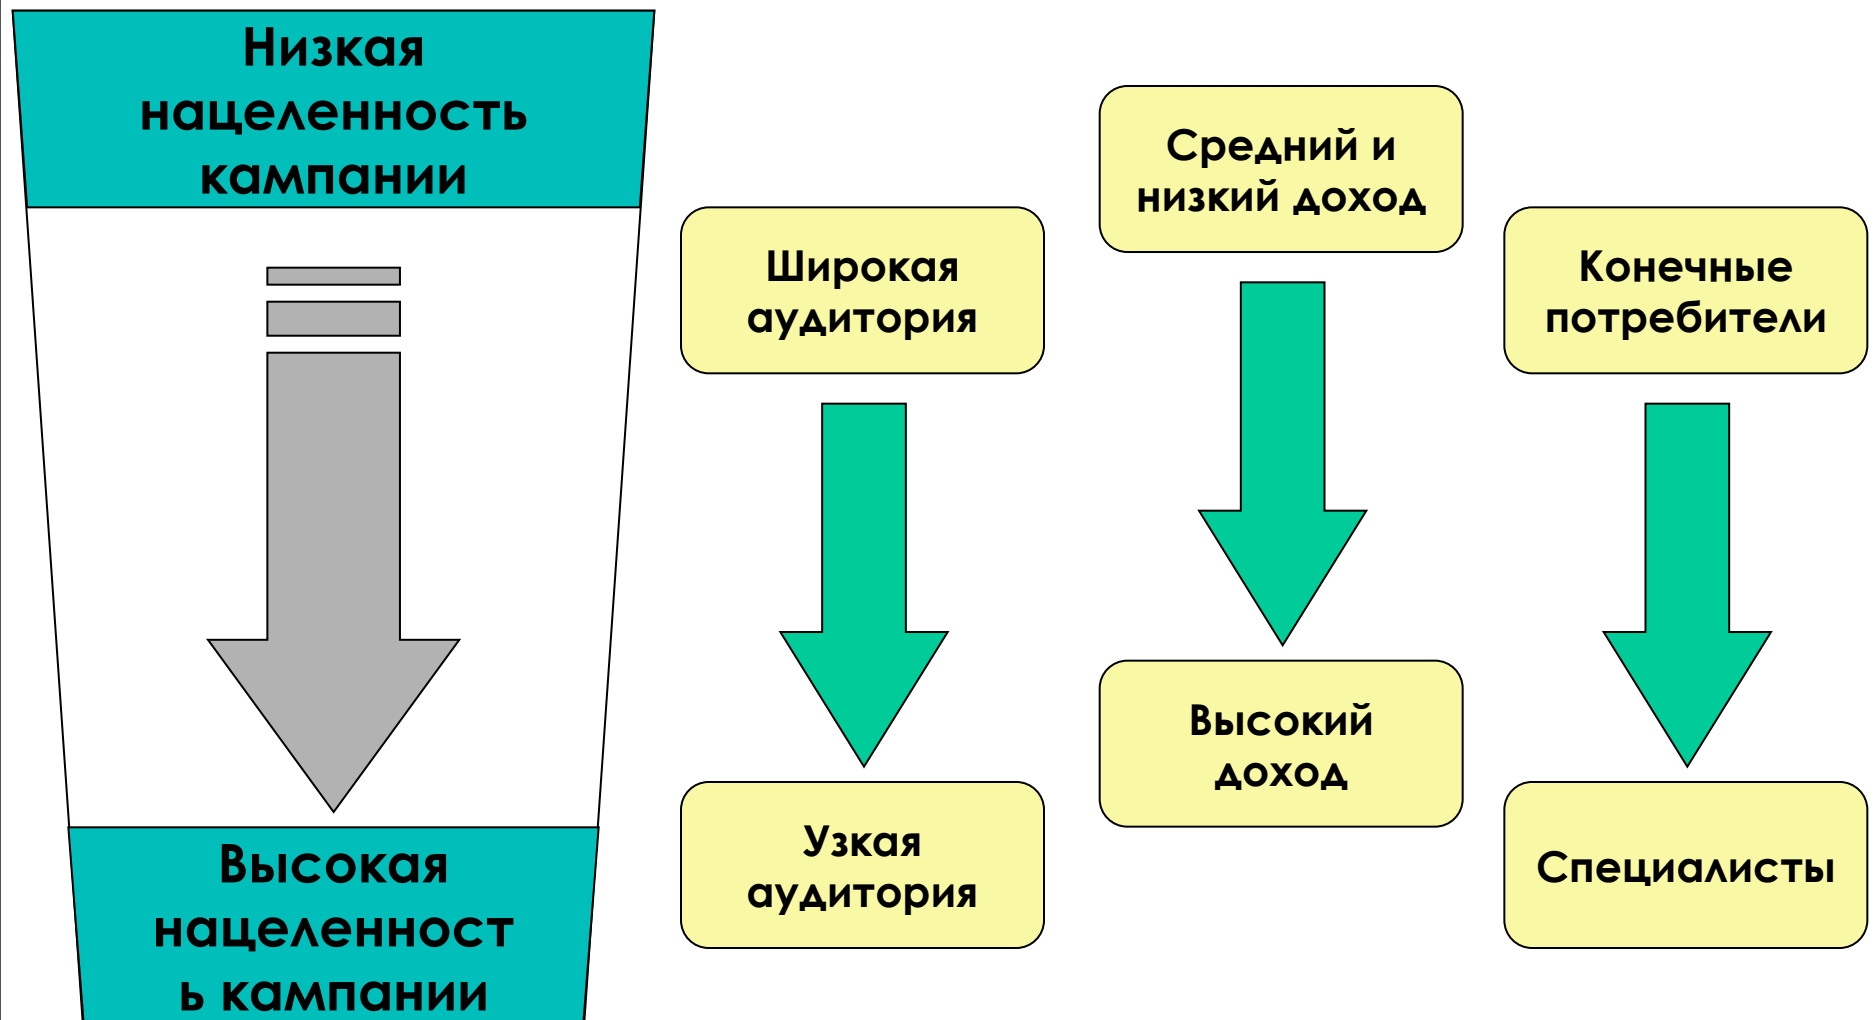 Низкая
нацеленность
кампании
Средний и
низкий доход
Широкая
аудитория
Конечные
потребители
Высокий
доход
Узкая
аудитория
Специалисты
Высокая
нацеленност
ь кампании